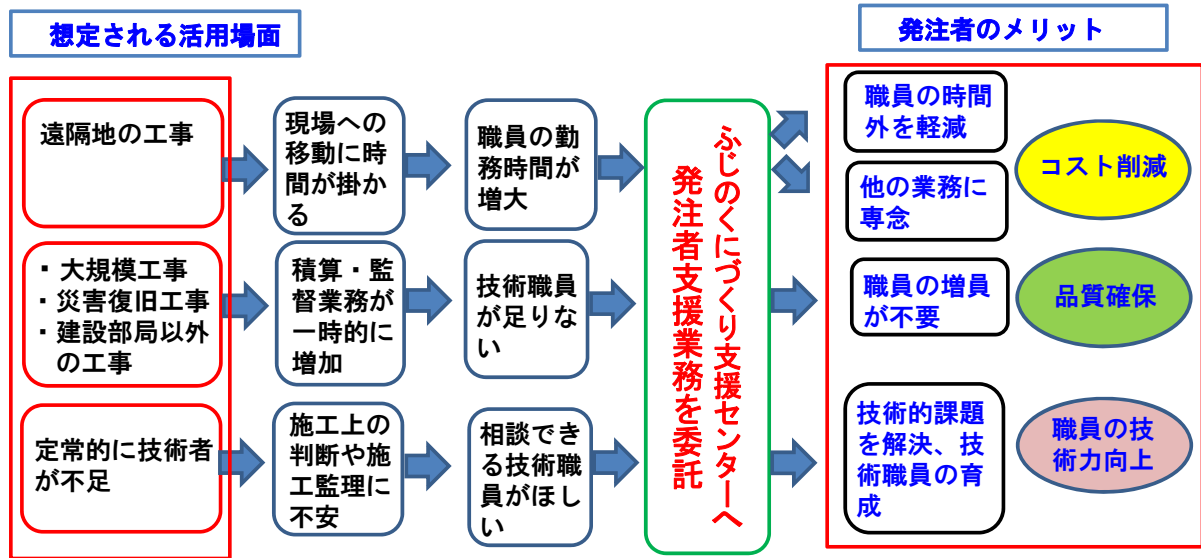 想定される活用場面
発注者のメリット
遠隔地の工事
現場への
移動に時
間が掛か
る
職員の勤
務時間が
増大
ふじのくにづくり支援センターへ
発注者支援業務を委託
職員の時間
外を軽減
他の業務に
専念
コスト削減
・大規模工事
・災害復旧工事
・建設部局以外
の工事
積算・監
督業務が
一時的に
増加
技術職員
が足りな
い
職員の増員
が不要
品質確保
定常的に技術者
が不足
施工上の
判断や施
工監理に
不安
相談でき
る技術職
員がほし
い
技術的課題
を解決、技
術職員の育
成
職員の技
術力向上